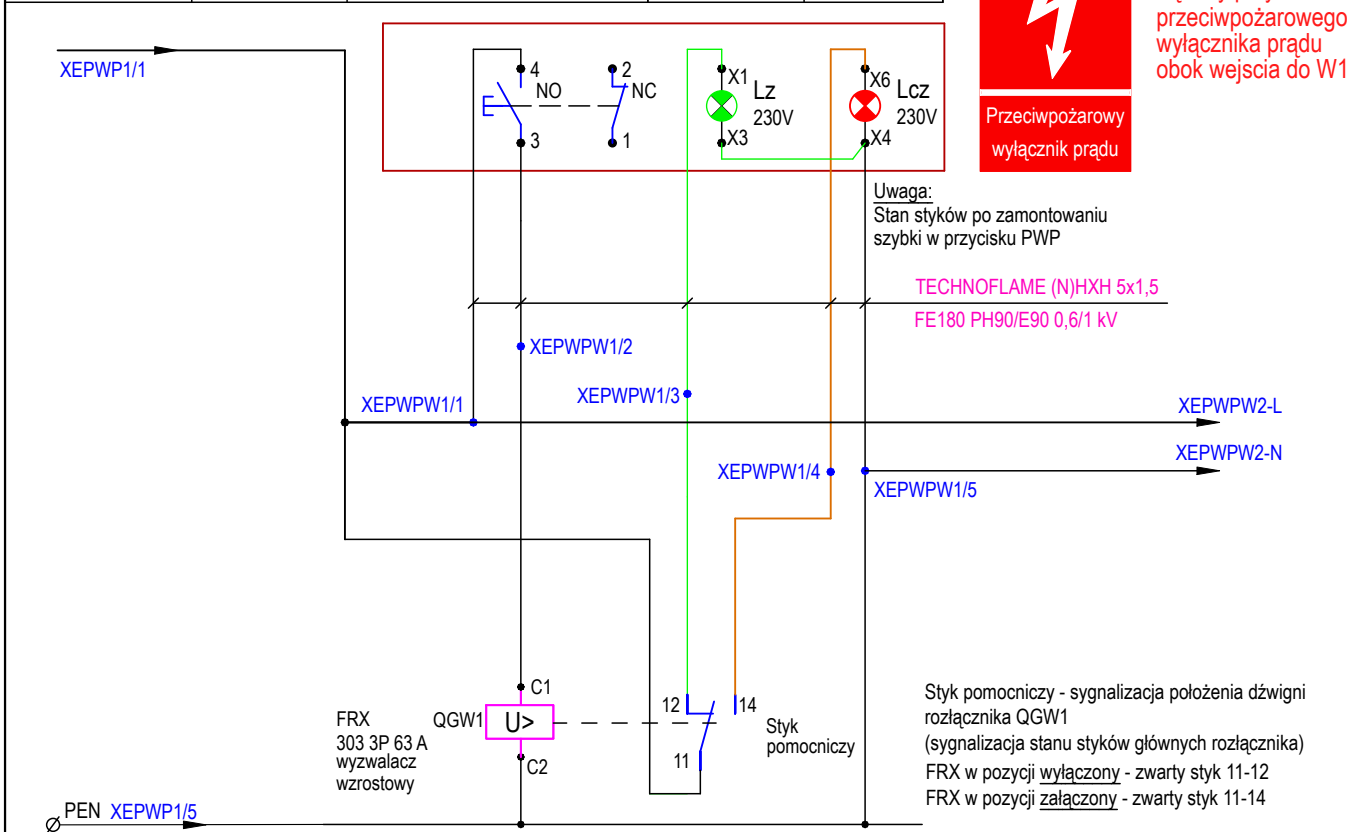 przeciwpożarowego
wyłącznika prądu
obok wejscia do W1
Przeciwpożarowy
wyłącznik prądu
XEPWP1/1
4
NO
3
2
NC
1
X1
Lz
230V
X3
X6
Lcz
230V
X4
Uwaga:
Stan styków po zamontowaniu
szybki w przycisku PWP
TECHNOFLAME (N)HXH 5x1,5
FE180 PH90/E90 0,6/1 kV
XEPWPW1/2
XEPWPW1/3
XEPWPW1/1
XEPWPW2-L
XEPWPW2-N
XEPWPW1/4
XEPWPW1/5
C1
QGW1
U>
C2
FRX
303 3P 63 A
wyzwalacz
wzrostowy
12
14
11
Styk
pomocniczy
Styk pomocniczy - sygnalizacja położenia dźwigni
rozłącznika QGW1
(sygnalizacja stanu styków głównych rozłącznika)
FRX w pozycji wyłączony - zwarty styk 11-12
FRX w pozycji załączony - zwarty styk 11-14
PEN XEPWP1/5